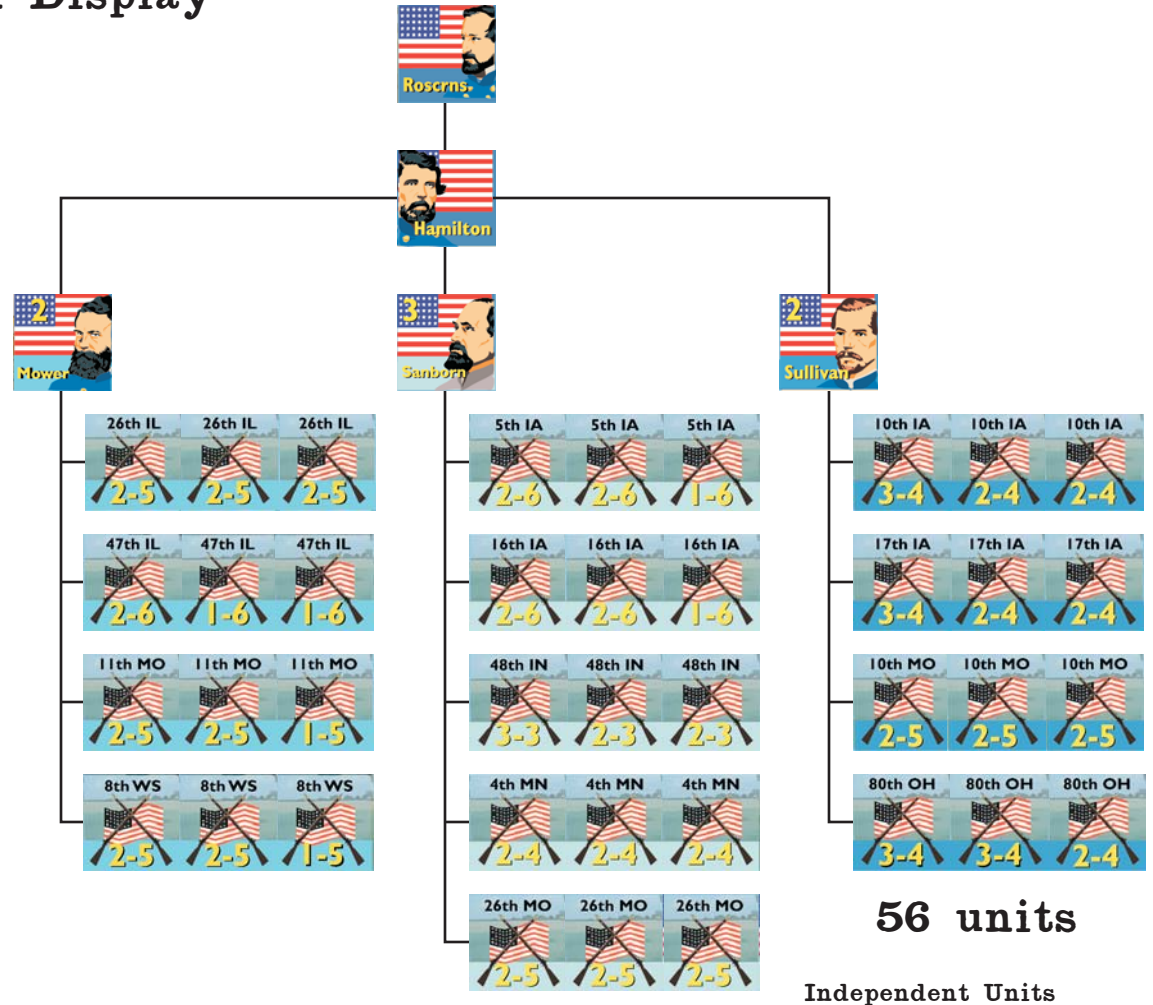 Display
Roscrns.
Hamilton
2
Mower
3
Sanborn
2
Sullivan
26th IL 26th IL 26th IL
2-5 2-5 2-5
47th IL 47th IL 47th IL
2-6 1-6 1-6
11th MO 11th MO 11th MO
2-5 2-5 1-5
8th WS 8th WS 8th WS
2-5 2-5 1-5
5th IA 5th IA 5th IA
2-6 2-6 1-6
16th IA 16th IA 16th IA
2-6 2-6 1-6
48th IN 48th IN 48th IN
3-3 2-3 2-3
4th MN 4th MN 4th MN
2-4 2-4 2-4
26th MO 26th MO 26th MO
2-5 2-5 2-5
10th IA 10th IA 10th IA
3-4 2-4 2-4
17th IA 17th IA 17th IA
3-4 2-4 2-4
10th MO 10th MO 10th MO
2-5 2-5 2-5
80th OH 80th OH 80th OH
3-4 3-4 2-4
56 units
Independent Units